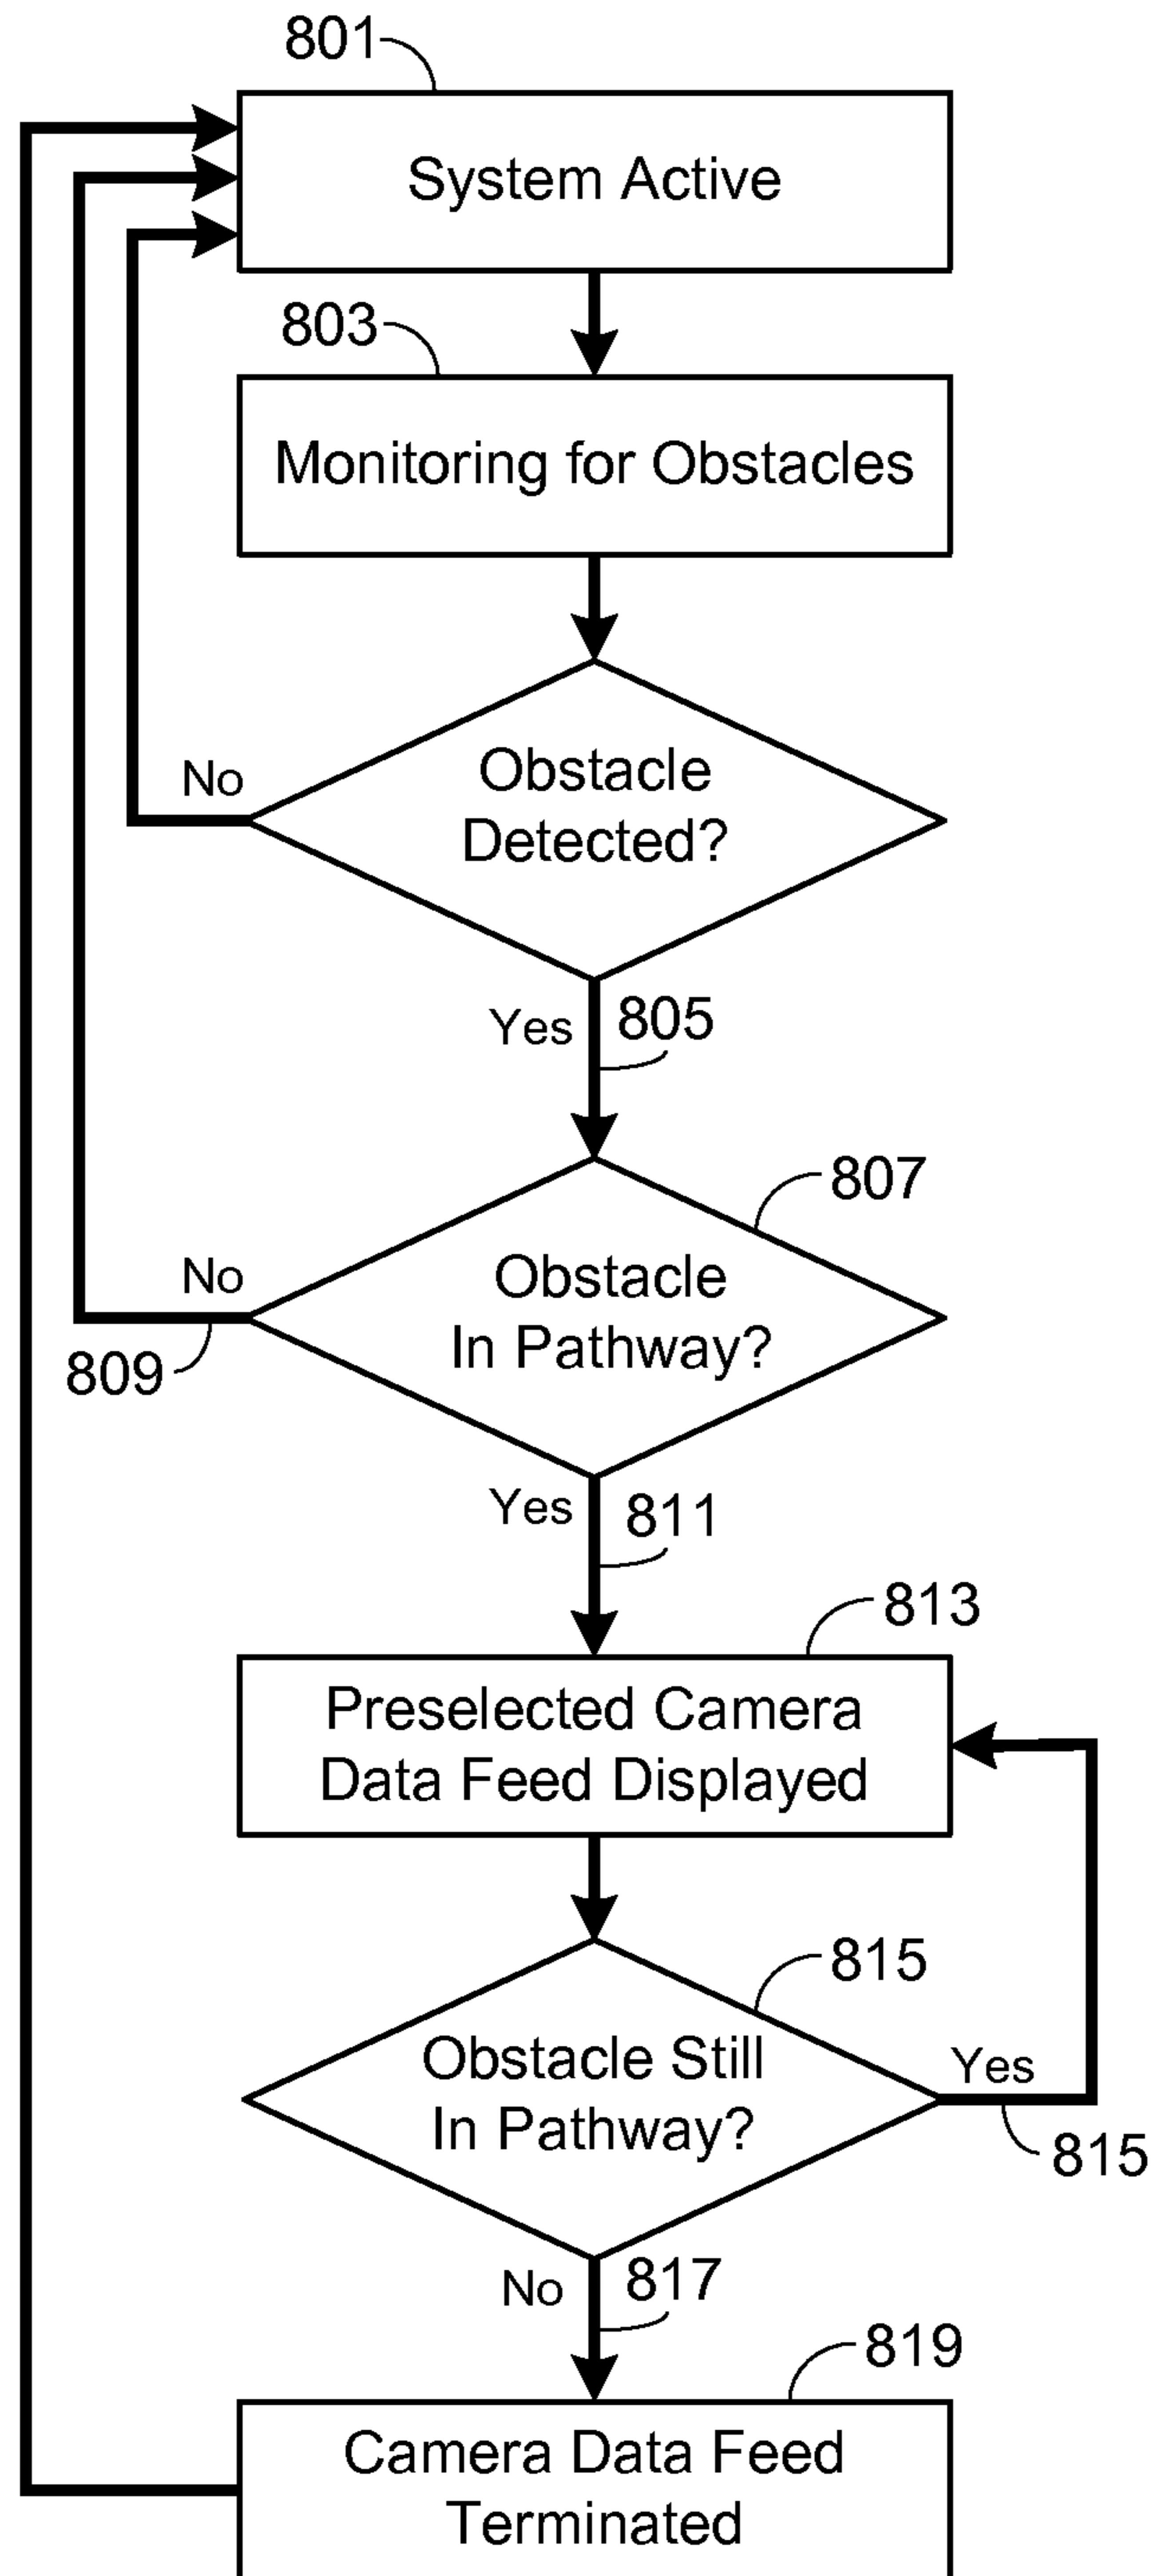 801
System Active
803
Monitoring for Obstacles
Obstacle
Detected?
No
Yes
805
807
Obstacle
In Pathway?
No
809
Yes
811
813
Preselected Camera
Data Feed Displayed
815
Obstacle Still
In Pathway?
Yes
815
No
817
819
Camera Data Feed
Terminated